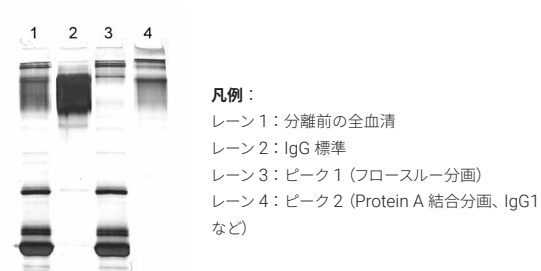 1 2 3 4
凡例：
レーン 1：分離前の全血清
レーン 2：IgG 標準
レーン 3：ピーク 1（フロースルー分画）
レーン 4：ピーク 2（Protein A 結合分画、IgG1
など）